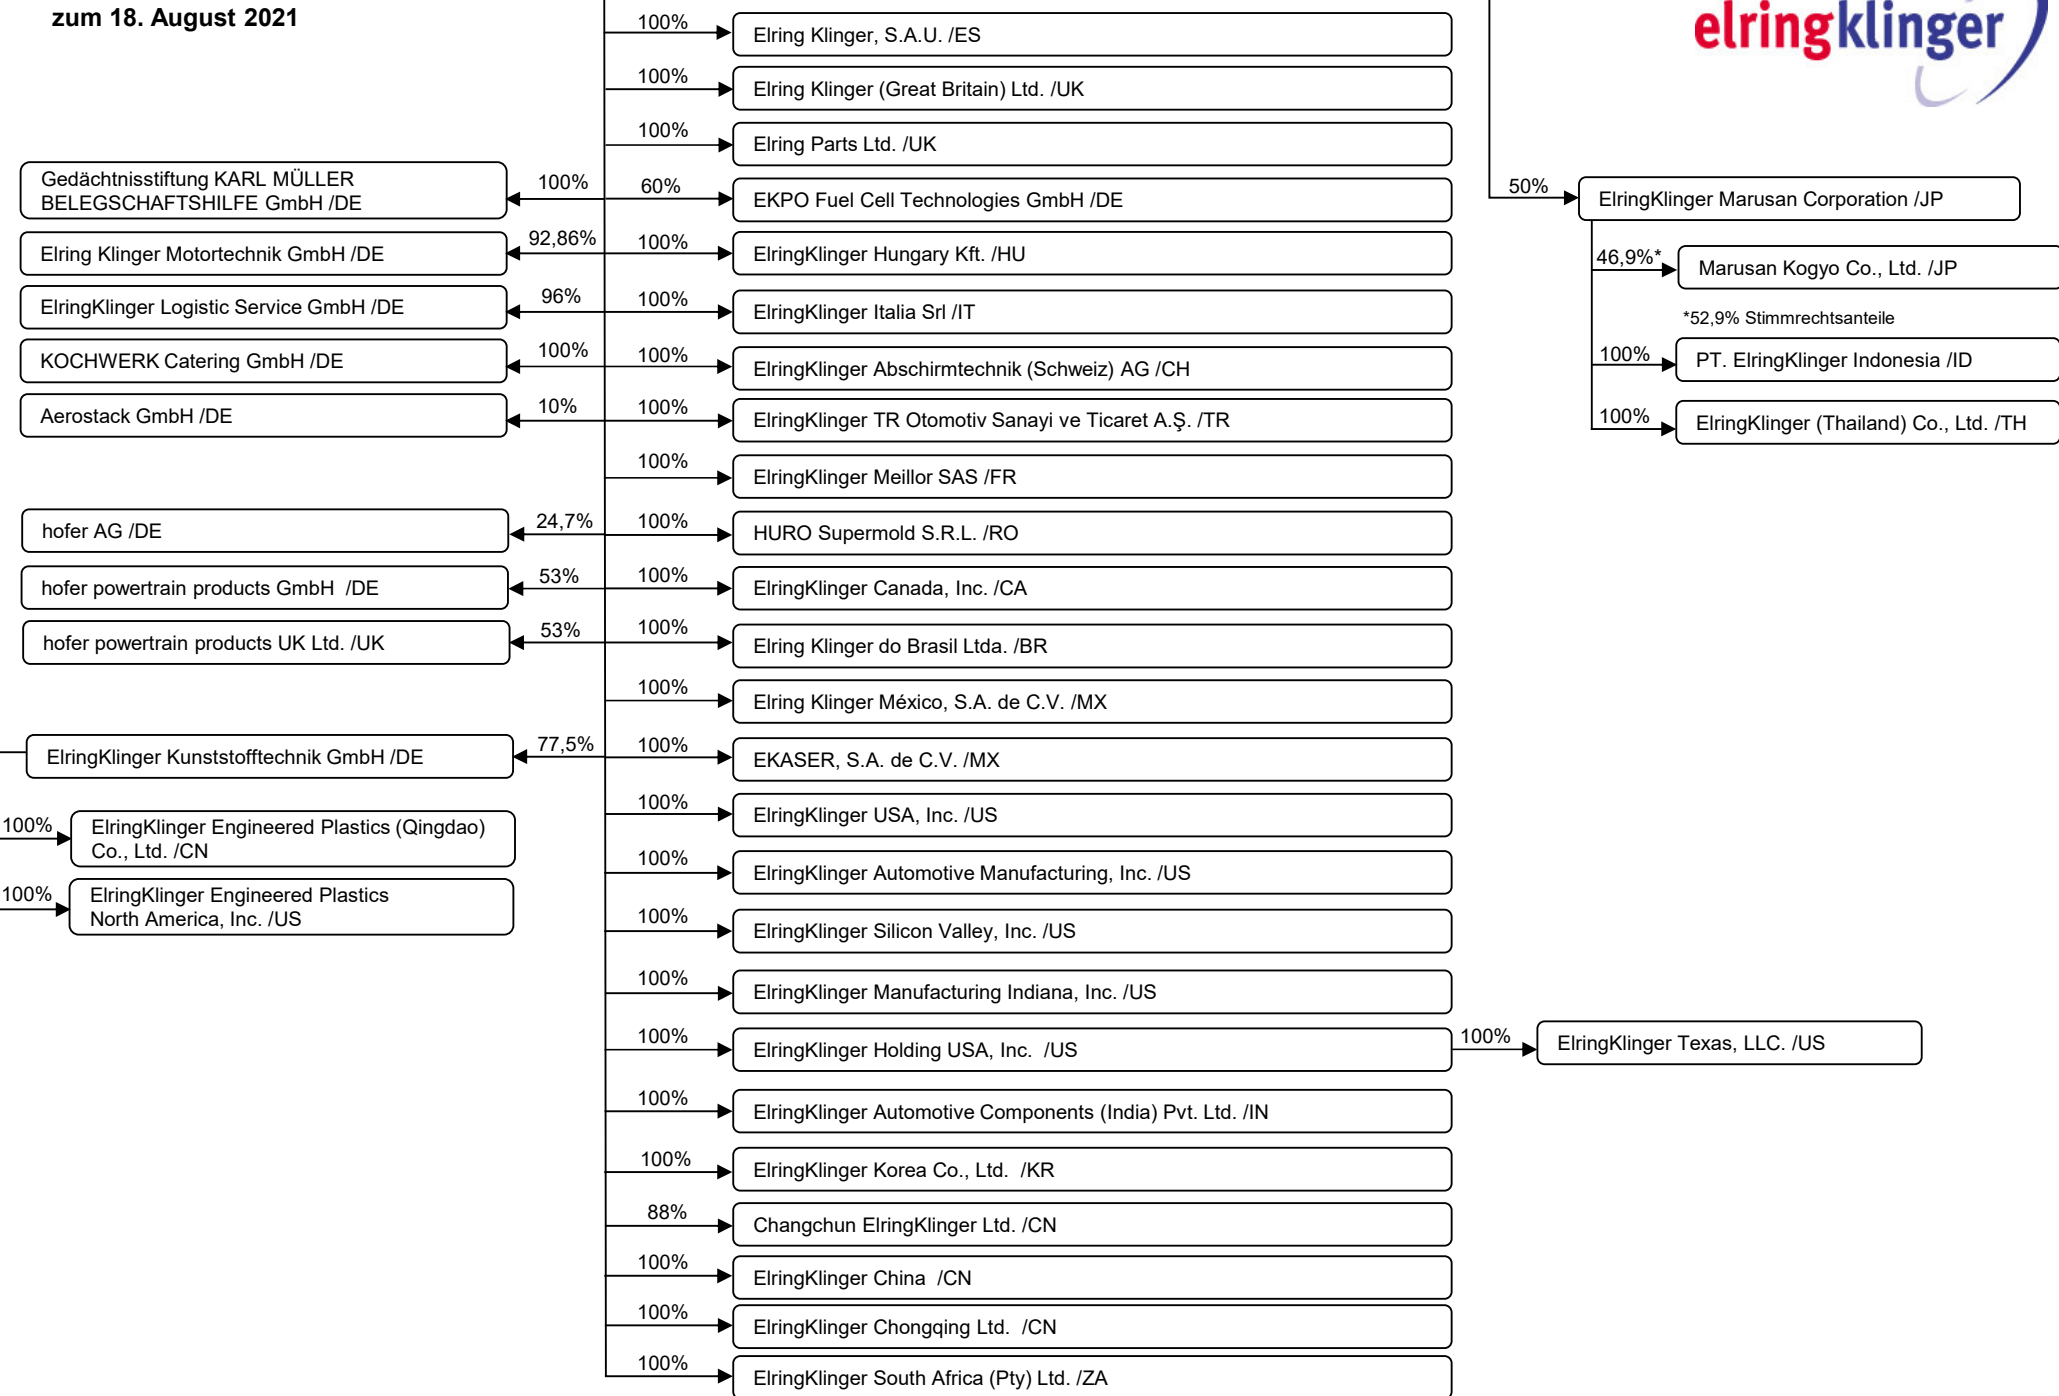 zum 18. August 2021
elringklinger
100%
Elring Klinger, S.A.U. /ES
100%
Elring Klinger (Great Britain) Ltd. /UK
100%
Elring Parts Ltd. /UK
Gedächtnisstiftung KARL MÜLLER
BELEGSCHAFTSHILFE GmbH /DE
100%
60%
EKPO Fuel Cell Technologies GmbH /DE
50%
ElringKlinger Marusan Corporation /JP
Elring Klinger Motortechnik GmbH /DE
92,86%
100%
ElringKlinger Hungary Kft. /HU
46,9%*
Marusan Kogyo Co., Ltd. /JP
ElringKlinger Logistic Service GmbH /DE
96%
100%
ElringKlinger Italia Srl /IT
*52,9% Stimmrechtsanteile
KOCHWERK Catering GmbH /DE
100%
100%
ElringKlinger Abschirmtechnik (Schweiz) AG /CH
100%
PT. ElringKlinger Indonesia /ID
Aerostack GmbH /DE
10%
100%
ElringKlinger TR Otomotiv Sanayi ve Ticaret A.Ş. /TR
100%
ElringKlinger (Thailand) Co., Ltd. /TH
100%
ElringKlinger Meillor SAS /FR
hofer AG /DE
24,7%
100%
HURO Supermold S.R.L. /RO
hofer powertrain products GmbH /DE
53%
100%
ElringKlinger Canada, Inc. /CA
hofer powertrain products UK Ltd. /UK
53%
100%
Elring Klinger do Brasil Ltda. /BR
100%
Elring Klinger México, S.A. de C.V. /MX
ElringKlinger Kunststofftechnik GmbH /DE
77,5%
100%
EKASER, S.A. de C.V. /MX
100%
ElringKlinger Engineered Plastics (Qingdao)
Co., Ltd. /CN
100%
ElringKlinger USA, Inc. /US
100%
ElringKlinger Automotive Manufacturing, Inc. /US
100%
ElringKlinger Engineered Plastics
North America, Inc. /US
100%
ElringKlinger Silicon Valley, Inc. /US
100%
ElringKlinger Manufacturing Indiana, Inc. /US
100%
ElringKlinger Holding USA, Inc. /US
100%
ElringKlinger Texas, LLC. /US
100%
ElringKlinger Automotive Components (India) Pvt. Ltd. /IN
100%
ElringKlinger Korea Co., Ltd. /KR
88%
Changchun ElringKlinger Ltd. /CN
100%
ElringKlinger China /CN
100%
ElringKlinger Chongqing Ltd. /CN
100%
ElringKlinger South Africa (Pty) Ltd. /ZA